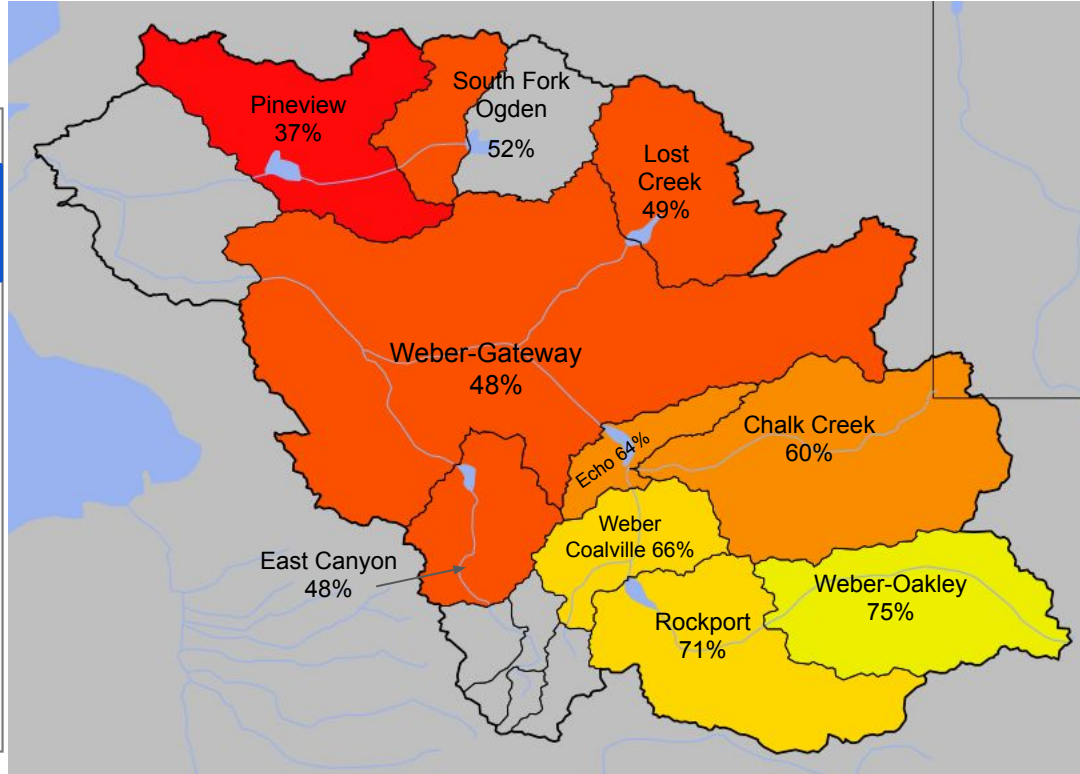 Pineview
37%
South Fork
Ogden
52%
Lost
Creek
49%
Weber-Gateway
48%
Chalk Creek
60%
Echo 64%
Weber
Coalville 66%
East Canyon
48%
Weber-Oakley
75%
Rockport
71%